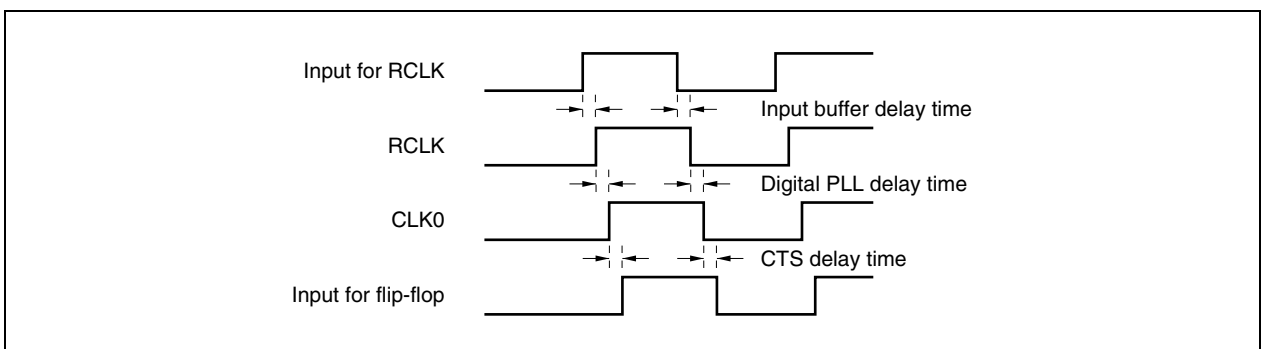 Input for RCLK
Input buffer delay time
RCLK
Digital PLL delay time
CLK0
CTS delay time
Input for flip-flop